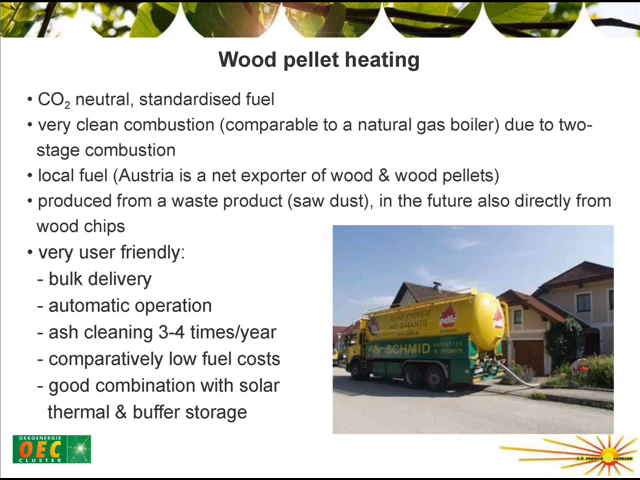 Wood pellet heating
• CO₂ neutral, standardised fuel
• very clean combustion (comparable to a natural gas boiler) due to two-
stage combustion
• local fuel (Austria is a net exporter of wood & wood pellets)
• produced from a waste product (saw dust), in the future also directly from
wood chips
• very user friendly:
- bulk delivery
- automatic operation
- ash cleaning 3-4 times/year
- comparatively low fuel costs
- good combination with solar
thermal & buffer storage
SCHMID
OEKOENERGIE
OEC
CLUSTER